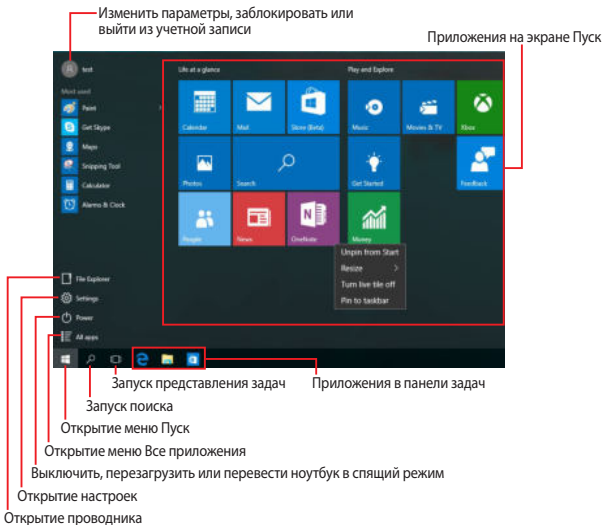 Изменить параметры, заблокировать или
выйти из учетной записи
Приложения на экране Пуск
test
Life at a glance
Play and Explore
Most used
Paint
Get Skype
Maps
Snipping Tool
Calculator
Alarms & Clock
Calendar
Mail
Store (Beta)
Music
Movies & TV
Xbox
Photos
Search
Get Started
Feedback
People
News
OneNote
Money
Unpin from Start
Resize
Turn live tile off
Pin to taskbar
File Explorer
Settings
Power
All apps
Запуск представления задач
Приложения в панели задач
Запуск поиска
Открытие меню Пуск
Открытие меню Все приложения
Выключить, перезагрузить или перевести ноутбук в спящий режим
Открытие настроек
Открытие проводника